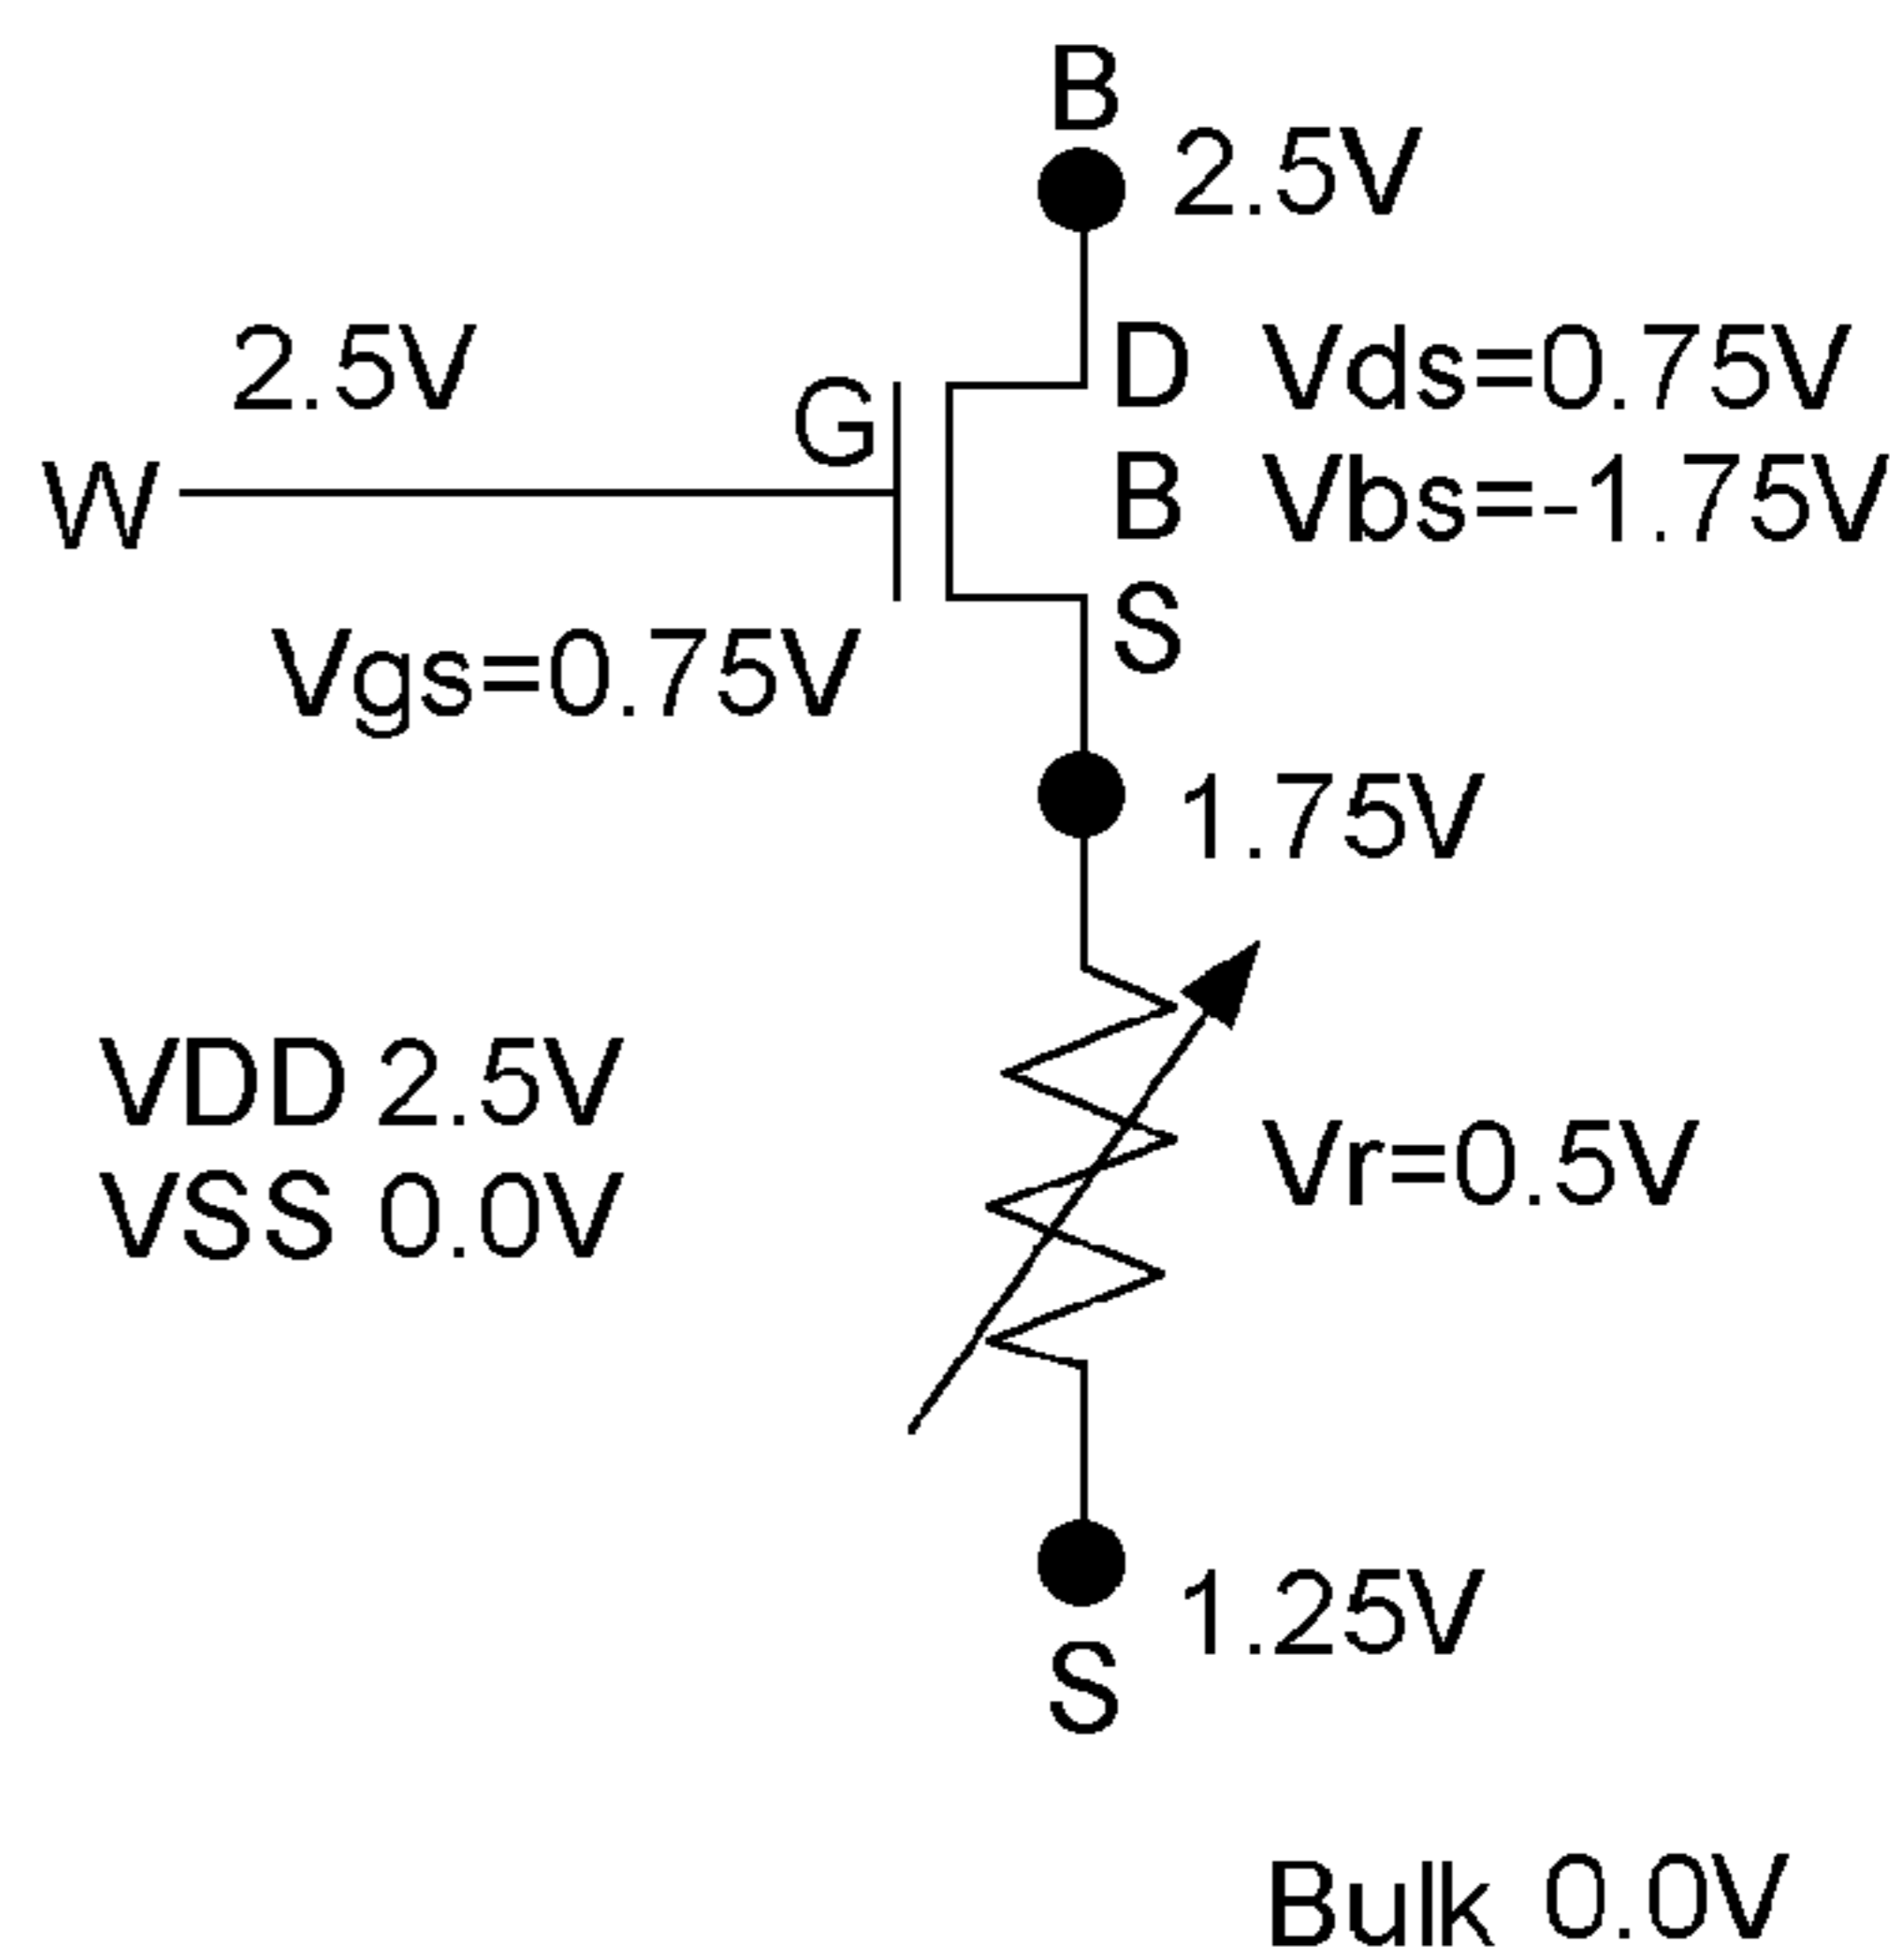 B
2.5V
2.5V
G
D Vds=0.75V
W
B Vbs=-1.75V
S
Vgs=0.75V
1.75V
VDD 2.5V
VSS 0.0V
Vr=0.5V
1.25V
S
Bulk 0.0V